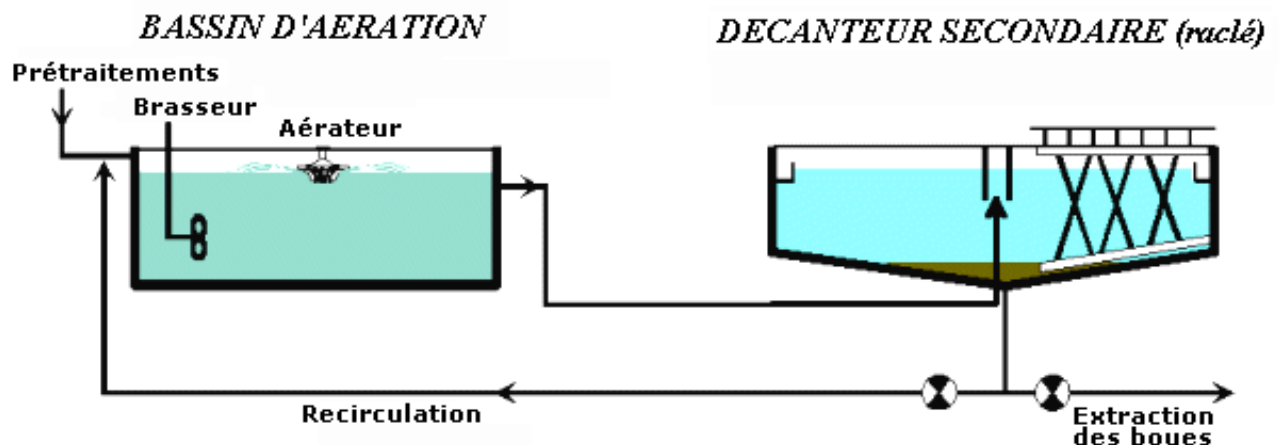 BASSIN D'AERATION
DECANTEUR SECONDAIRE (raclé)
Prétraitements
Brasseur
Aérateur
Recirculation
Extraction
des boues